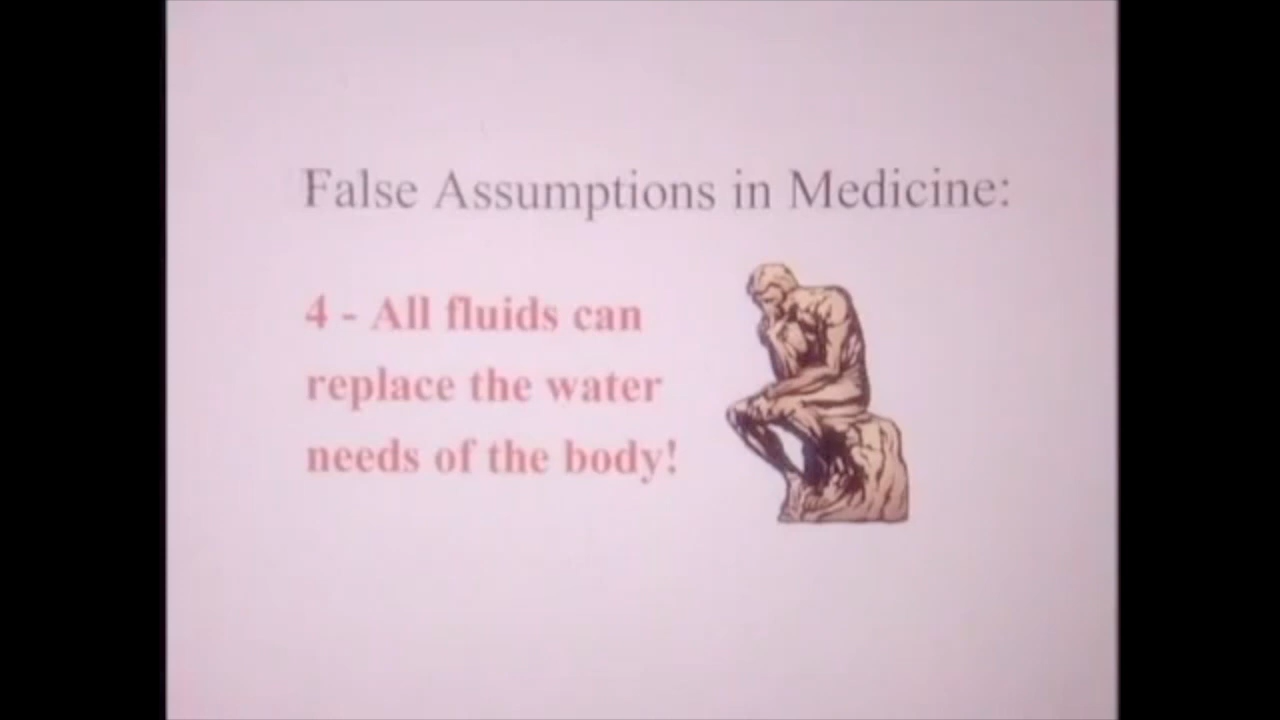 False Assumptions in Medicine:
4 - All fluids can
replace the water
needs of the body!